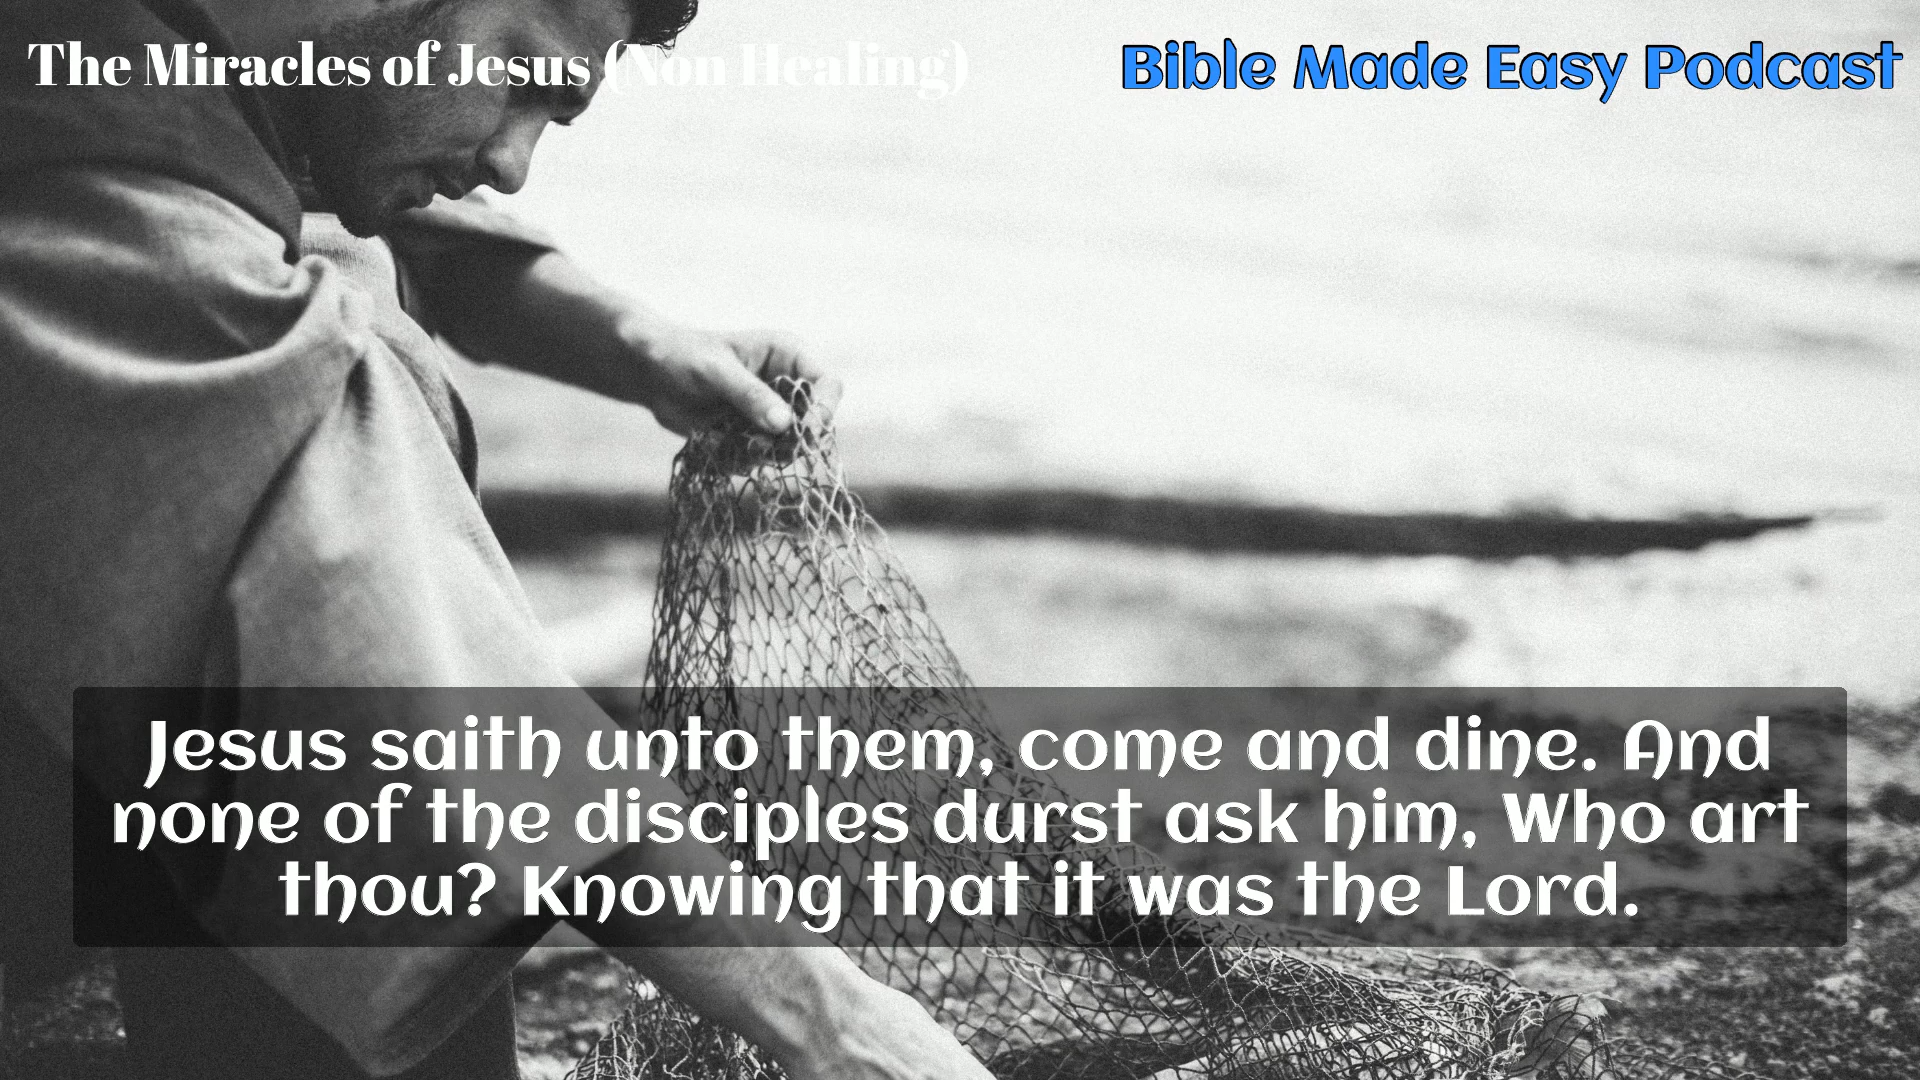 The Miracles of Jesus (Non Healing)
Bible Made Easy Podcast
Jesus saith unto them, come and dine. And
none of the disciples durst ask him, Who art
thou? Knowing that it was the Lord.